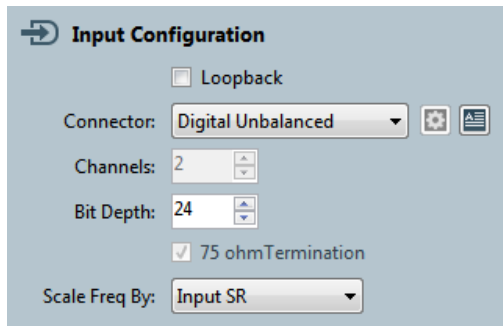 Input Configuration
Loopback
Connector: Digital Unbalanced
Channels: 2
Bit Depth: 24
75 ohmTermination
Scale Freq By: Input SR